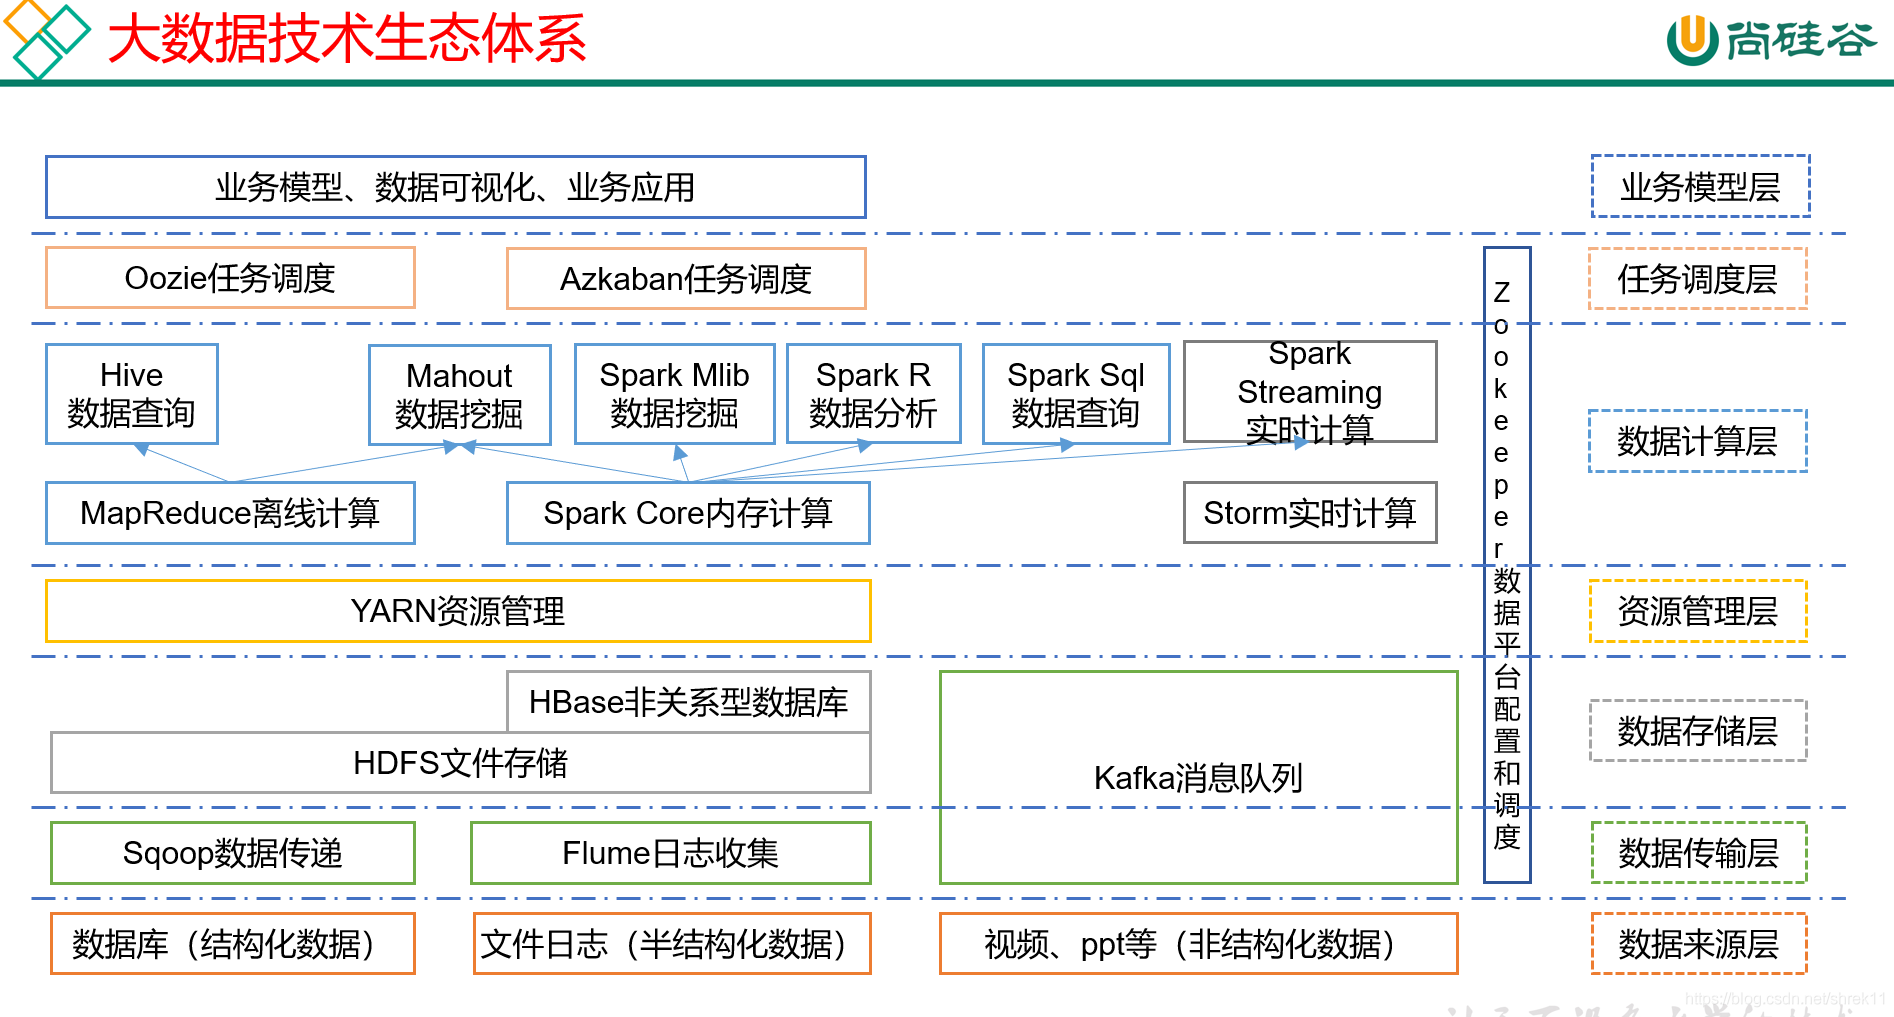 大数据技术生态体系
尚硅谷
业务模型、数据可视化、业务应用
业务模型层
Oozie任务调度
Azkaban任务调度
任务调度层
Hive
数据查询
Mahout
数据挖掘
Spark Mlib
数据挖掘
Spark R
数据分析
Spark Sql
数据查询
Spark
Streaming
实时计算
数据计算层
MapReduce离线计算
Spark Core内存计算
Storm实时计算
Zookeeper数据平台配置和调度
YARN资源管理
资源管理层
HBase非关系型数据库
HDFS文件存储
Kafka消息队列
数据存储层
Sqoop数据传递
Flume日志收集
数据传输层
数据库（结构化数据）
文件日志（半结构化数据）
视频、ppt等（非结构化数据）
数据来源层
https://blog.csdn.net/shrek11